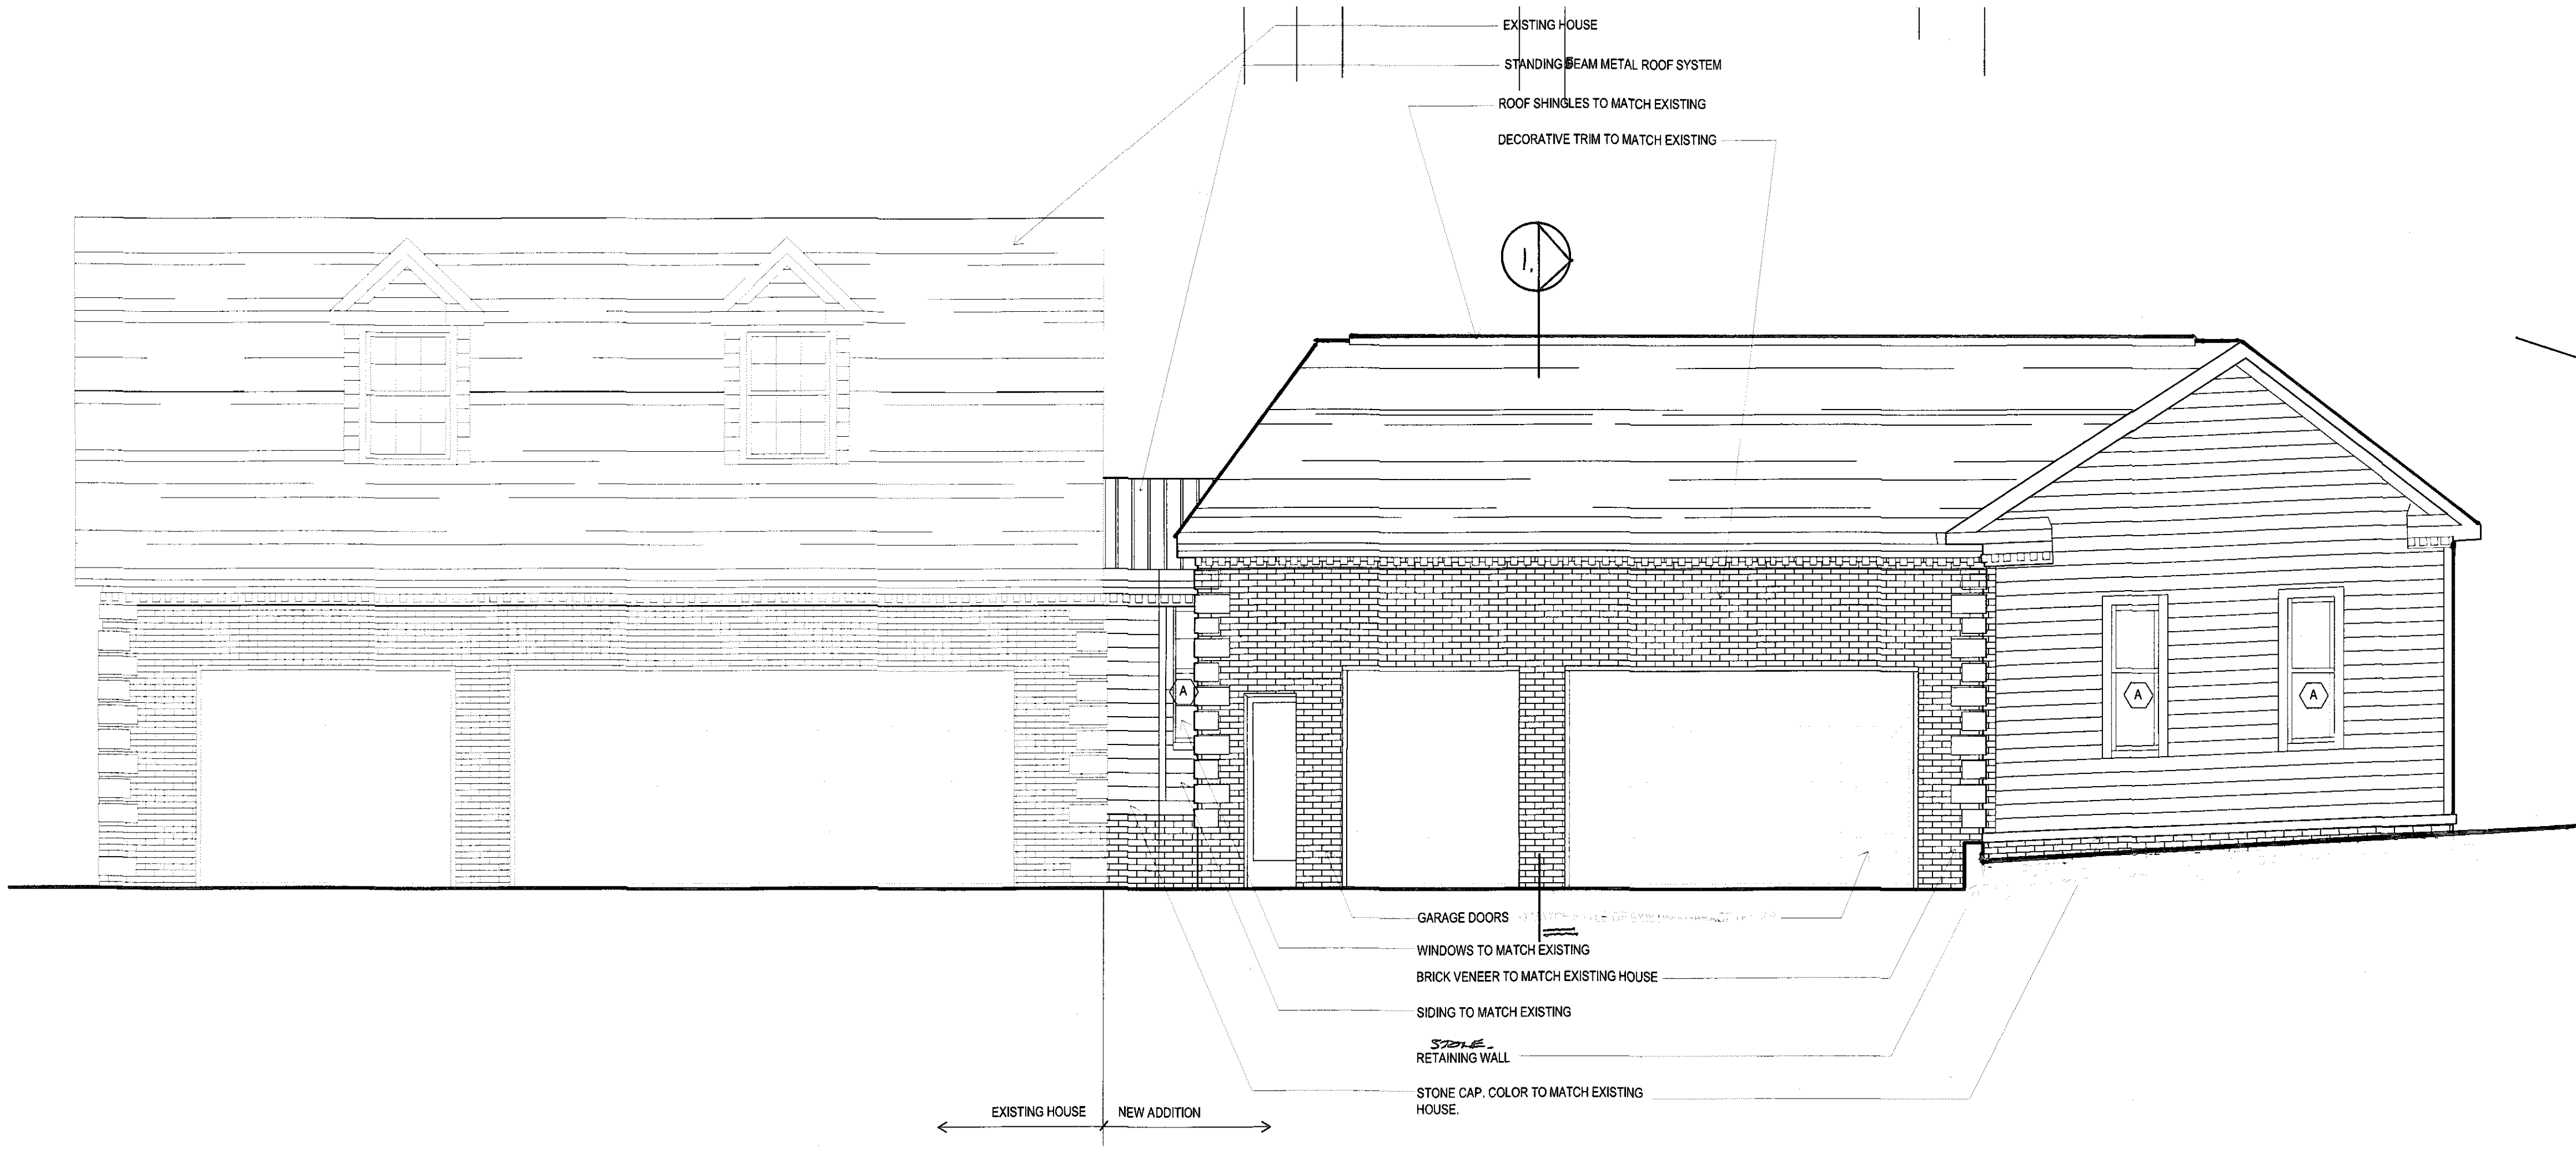 EXISTING HOUSE
STANDING SEAM METAL ROOF SYSTEM
ROOF SHINGLES TO MATCH EXISTING
DECORATIVE TRIM TO MATCH EXISTING
1.
A
A
A
GARAGE DOORS
WINDOWS TO MATCH EXISTING
BRICK VENEER TO MATCH EXISTING HOUSE
SIDING TO MATCH EXISTING
STONE
RETAINING WALL
STONE CAP. COLOR TO MATCH EXISTING
HOUSE.
EXISTING HOUSE
NEW ADDITION